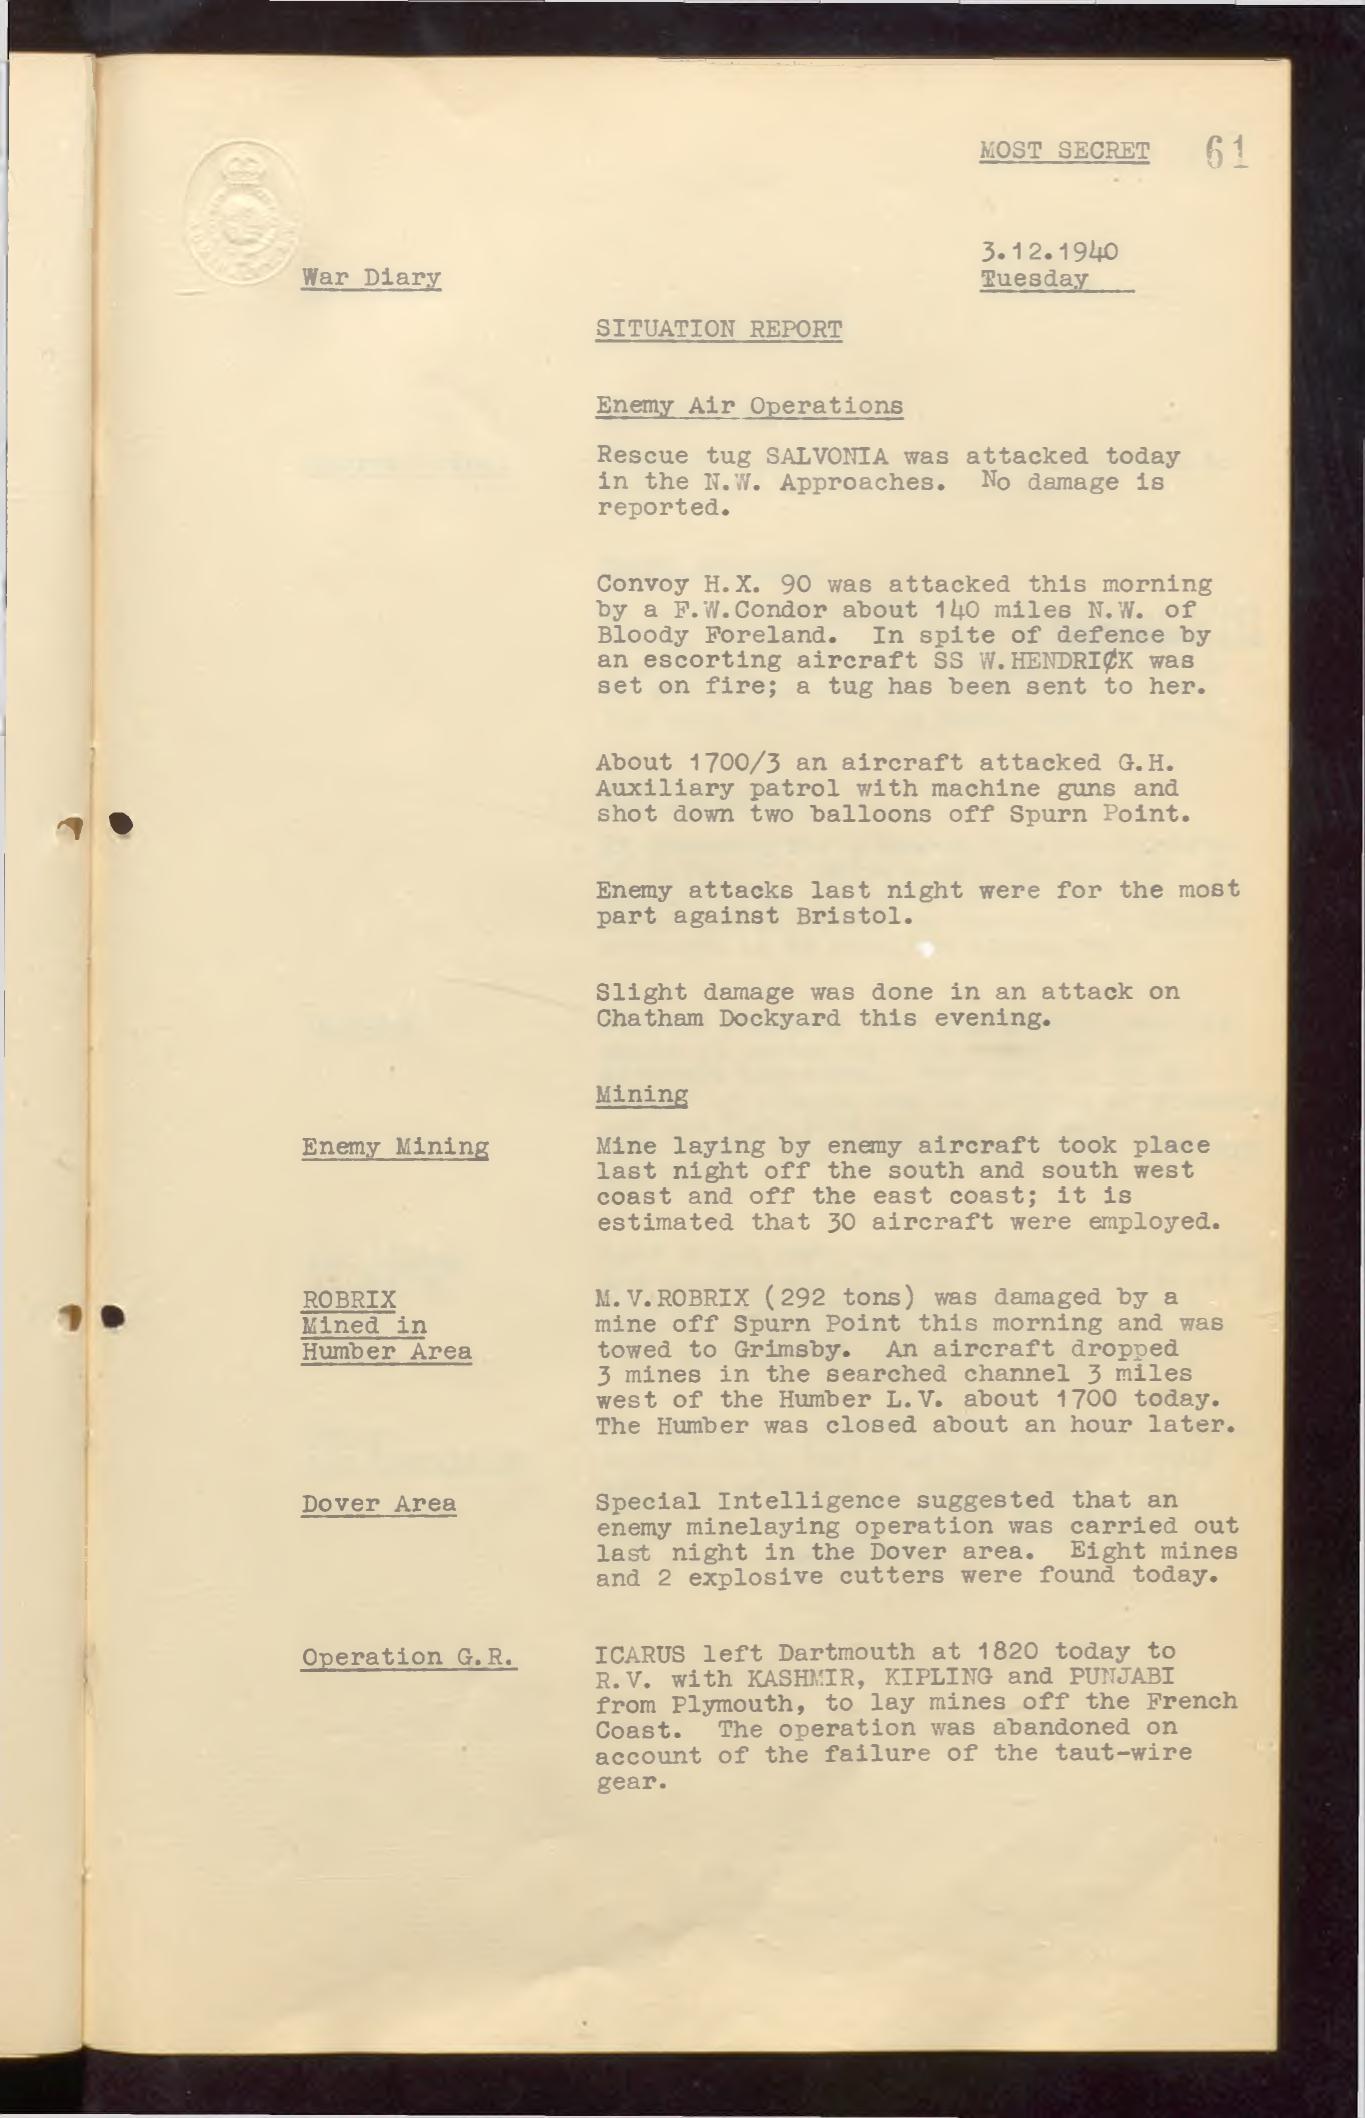 MOST SECRET 61
3.12.1940
War Diary
Tuesday
SITUATION REPORT
Enemy Air Operations
Rescue tug SALVONIA was attacked today
in the N.W. Approaches. No damage is
reported.
Convoy H.X. 90 was attacked this morning
by a F.W.Condor about 140 miles N.W. of
Bloody Foreland. In spite of defence by
an escorting aircraft SS W.HENDRIK was
set on fire; a tug has been sent to her.
About 1700/3 an aircraft attacked G.H.
Auxiliary patrol with machine guns and
shot down two balloons off Spurn Point.
Enemy attacks last night were for the most
part against Bristol.
Slight damage was done in an attack on
Chatham Dockyard this evening.
Mining
Enemy Mining
Mine laying by enemy aircraft took place
last night off the south and south west
coast and off the east coast; it is
estimated that 30 aircraft were employed.
ROBRIX
Mined in
Humber Area
M.V.ROBRIX (292 tons) was damaged by a
mine off Spurn Point this morning and was
towed to Grimsby. An aircraft dropped
3 mines in the searched channel 3 miles
west of the Humber L.V. about 1700 today.
The Humber was closed about an hour later.
Dover Area
Special Intelligence suggested that an
enemy minelaying operation was carried out
last night in the Dover area. Eight mines
and 2 explosive cutters were found today.
Operation G.R.
ICARUS left Dartmouth at 1820 today to
R.V. with KASHMIR, KIPLING and PUNJABI
from Plymouth, to lay mines off the French
Coast. The operation was abandoned on
account of the failure of the taut-wire
gear.